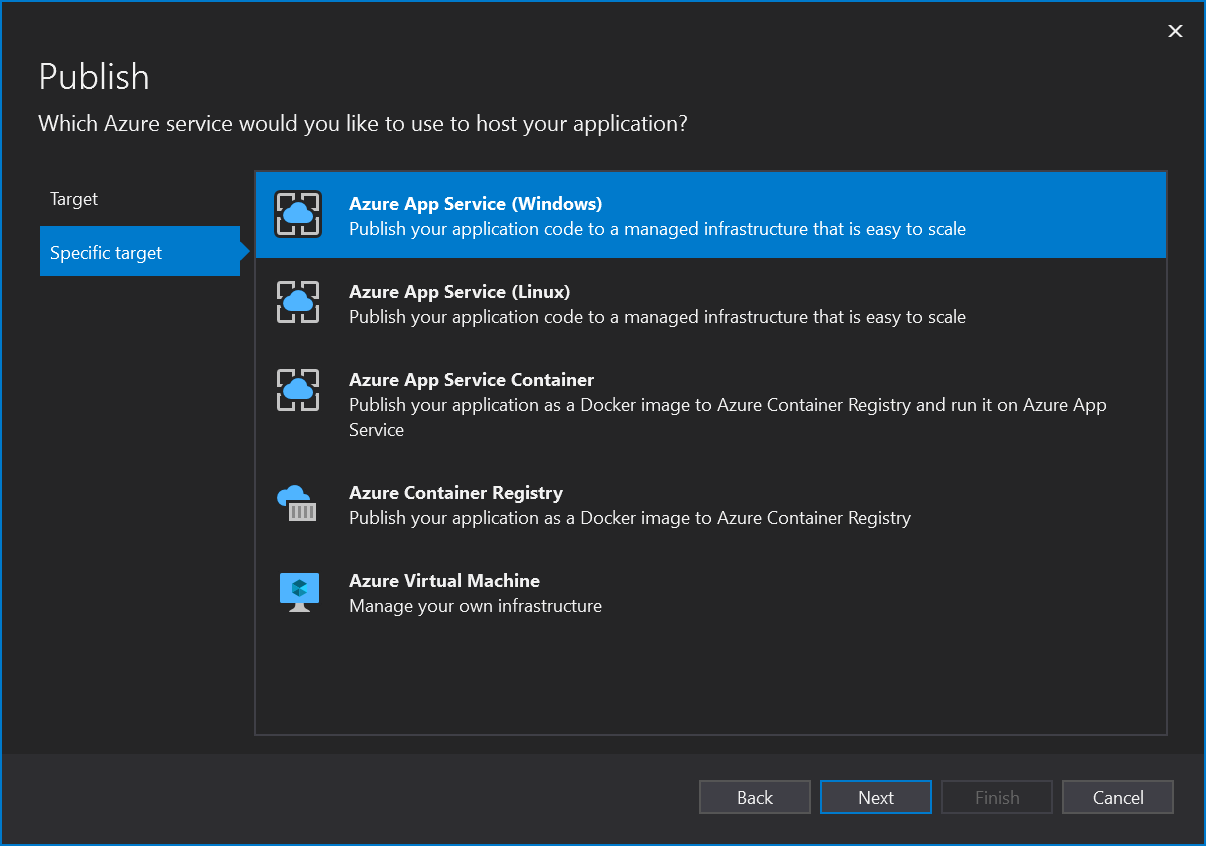 Publish
Which Azure service would you like to use to host your application?
Target
Specific target
Azure App Service (Windows)
Publish your application code to a managed infrastructure that is easy to scale
Azure App Service (Linux)
Publish your application code to a managed infrastructure that is easy to scale
Azure App Service Container
Publish your application as a Docker image to Azure Container Registry and run it on Azure App
Service
Azure Container Registry
Publish your application as a Docker image to Azure Container Registry
Azure Virtual Machine
Manage your own infrastructure
Back
Next
Finish
Cancel